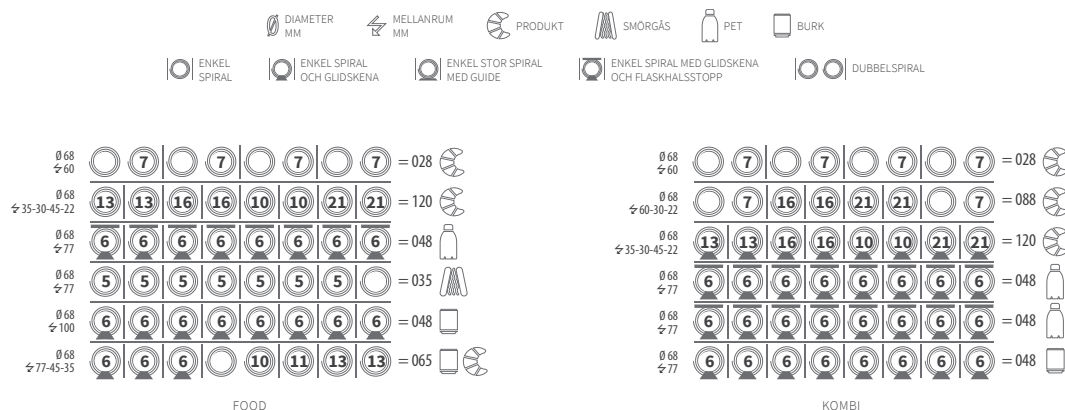 DIAMETER
MM
MELLANRUM
MM
PRODUKT
SMÖRGÅS
PET
BURK
ENKEL
SPIRAL
ENKEL SPIRAL
OCH GLIDSKENA
ENKEL STOR SPIRAL
MED GUIDE
ENKEL SPIRAL MED GLIDSKENA
OCH FLASKHALSSTOPP
DUBBELSPIRAL
Ø 68
60
7 7 7 7 = 028
Ø 68
35-30-45-22
13 13 16 16 10 10 21 21 = 120
Ø 68
77
6 6 6 6 6 6 6 6 = 048
Ø 68
77
5 5 5 5 5 5 5 = 035
Ø 68
100
6 6 6 6 6 6 6 6 = 048
Ø 68
77-45-35
6 6 6 10 11 13 13 = 065
FOOD
Ø 68
60
7 7 7 7 = 028
Ø 68
60-30-22
7 16 16 21 21 7 = 088
Ø 68
35-30-45-22
13 13 16 16 10 10 21 21 = 120
Ø 68
77
6 6 6 6 6 6 6 6 = 048
Ø 68
77
6 6 6 6 6 6 6 6 = 048
Ø 68
77
6 6 6 6 6 6 6 6 = 048
KOMBI